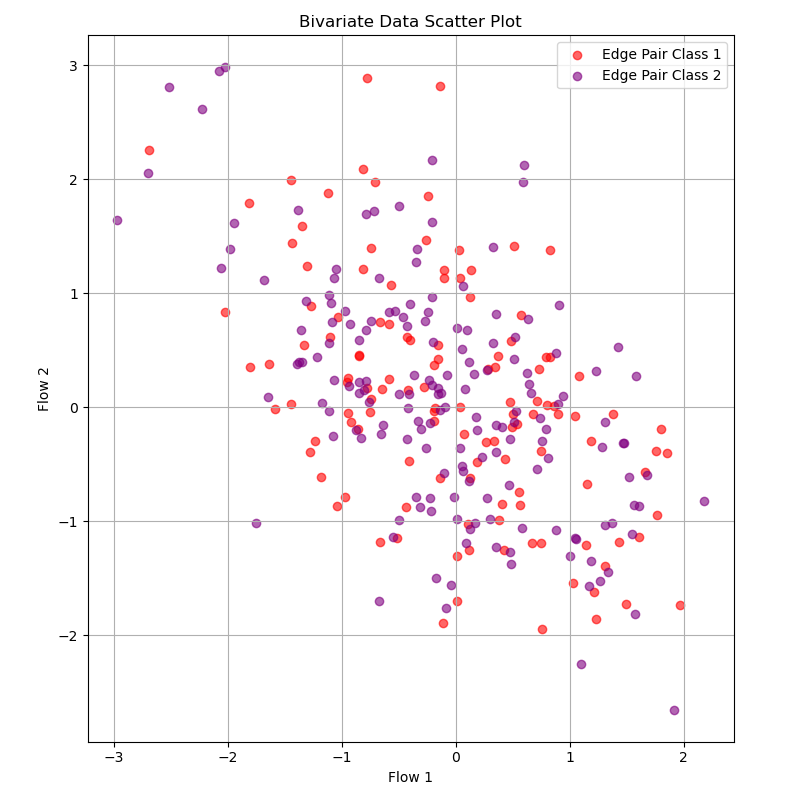 Bivariate Data Scatter Plot
Edge Pair Class 1
Edge Pair Class 2
3
2
1
0
−1
−2
Flow 2
−3
−2
−1
0
1
2
Flow 1